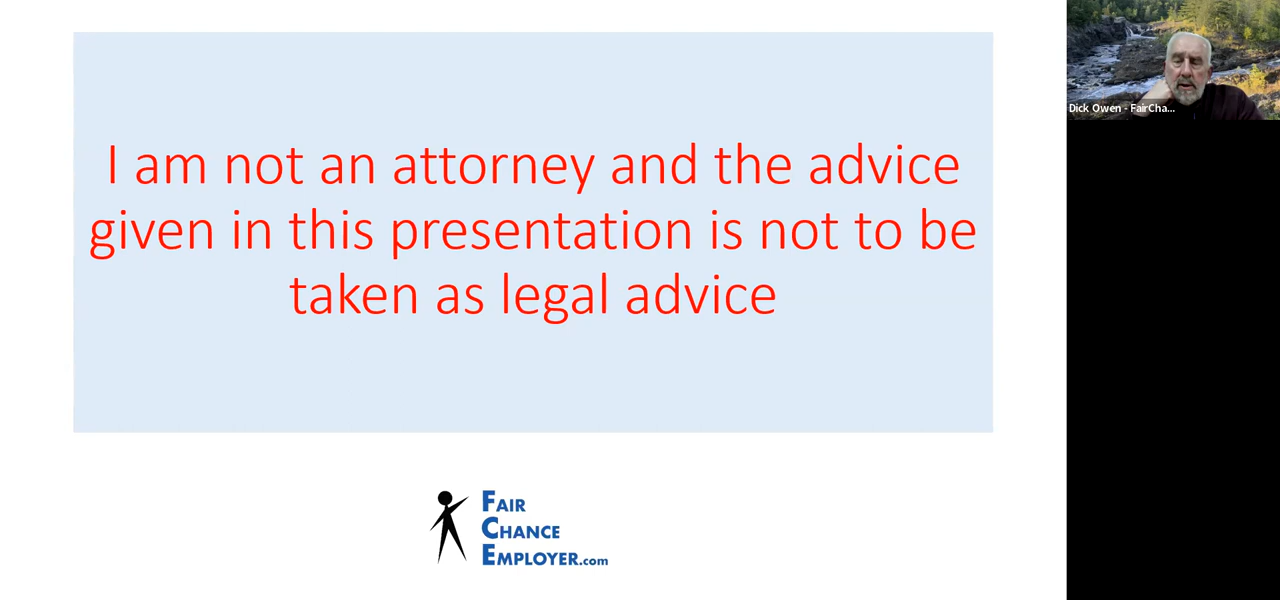 I am not an attorney and the advice
given in this presentation is not to be
taken as legal advice
FAIR
CHANCE
EMPLOYER.com
Dick Owen - FairCha...